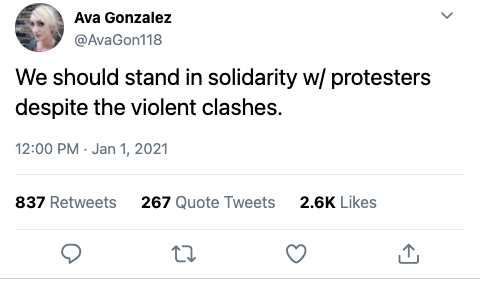 Ava Gonzalez
@AvaGon118
We should stand in solidarity w/ protesters
despite the violent clashes.
12:00 PM · Jan 1, 2021
837 Retweets 267 Quote Tweets 2.6K Likes